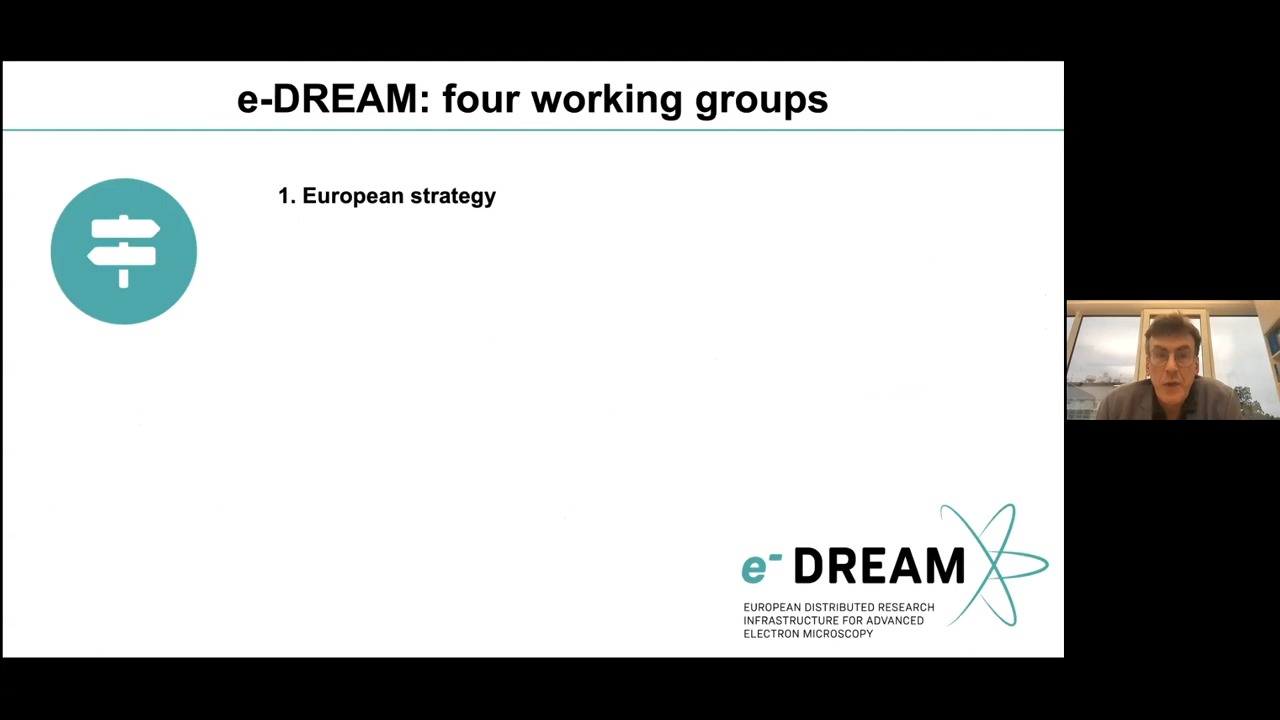 e-DREAM: four working groups
1. European strategy
e- DREAM
EUROPEAN DISTRIBUTED RESEARCH
INFRASTRUCTURE FOR ADVANCED
ELECTRON MICROSCOPY